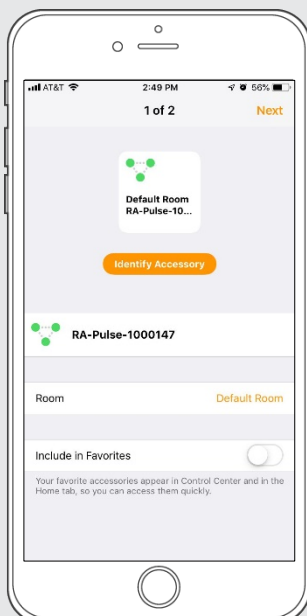 AT&T 2:49 PM 56%
1 of 2 Next
Default Room
RA-Pulse-10...
Identify Accessory
RA-Pulse-1000147
Room Default Room
Include in Favorites
Your favorite accessories appear in Control Center and in the
Home tab, so you can access them quickly.